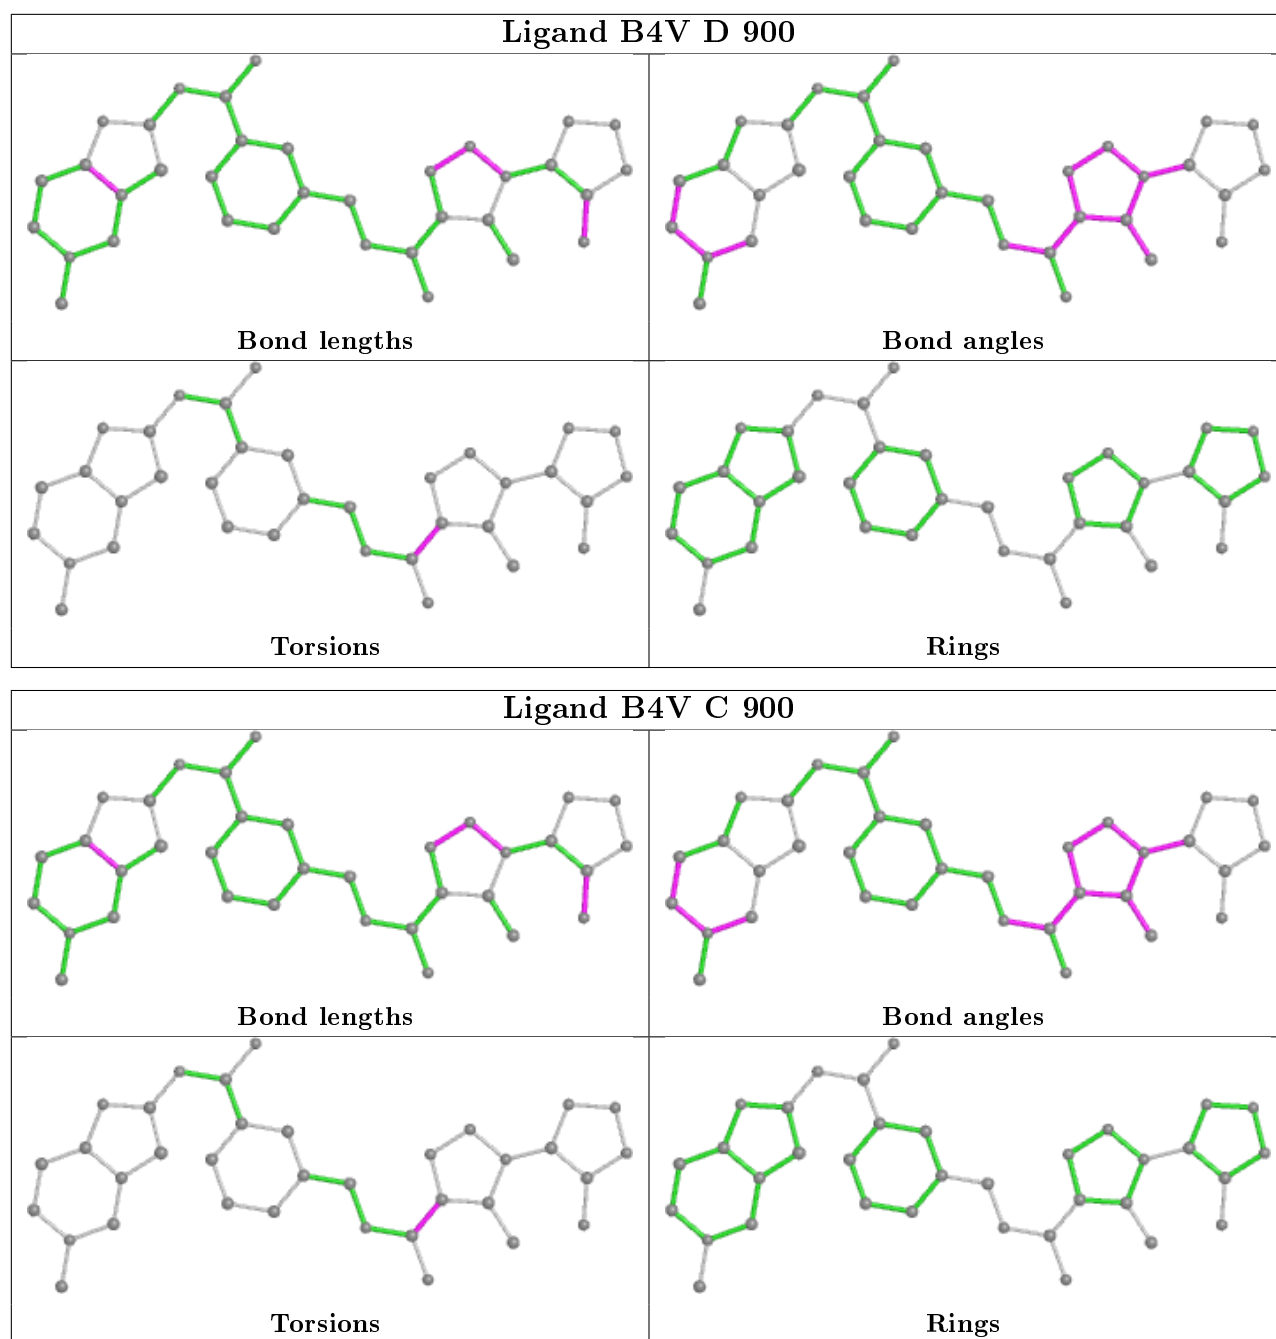 Ligand B4V D 900
Bond lengths
Bond angles
Torsions
Rings
Ligand B4V C 900
Bond lengths
Bond angles
Torsions
Rings